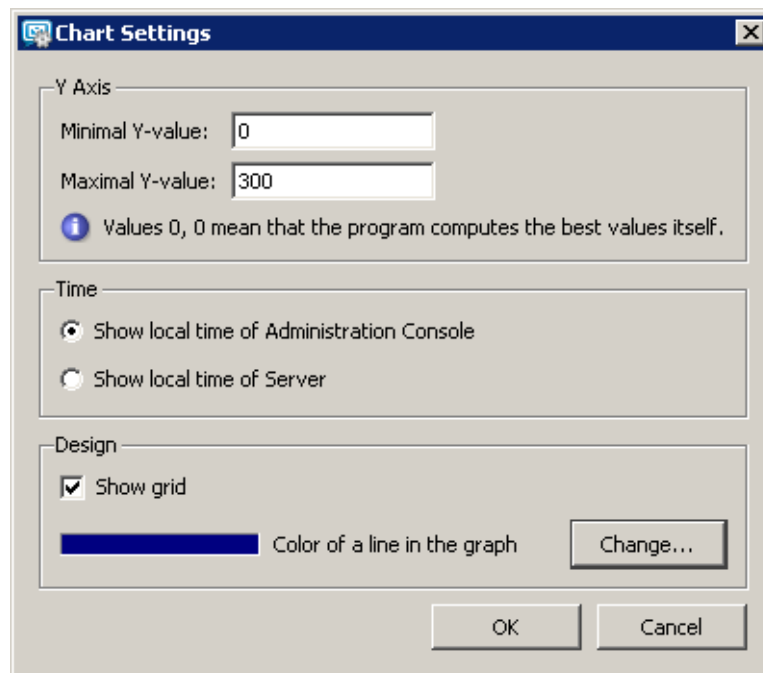 Chart Settings
Y Axis
Minimal Y-value: 0
Maximal Y-value: 300
Values 0, 0 mean that the program computes the best values itself.
Time
Show local time of Administration Console
Show local time of Server
Design
Show grid
Color of a line in the graph Change...
OK Cancel